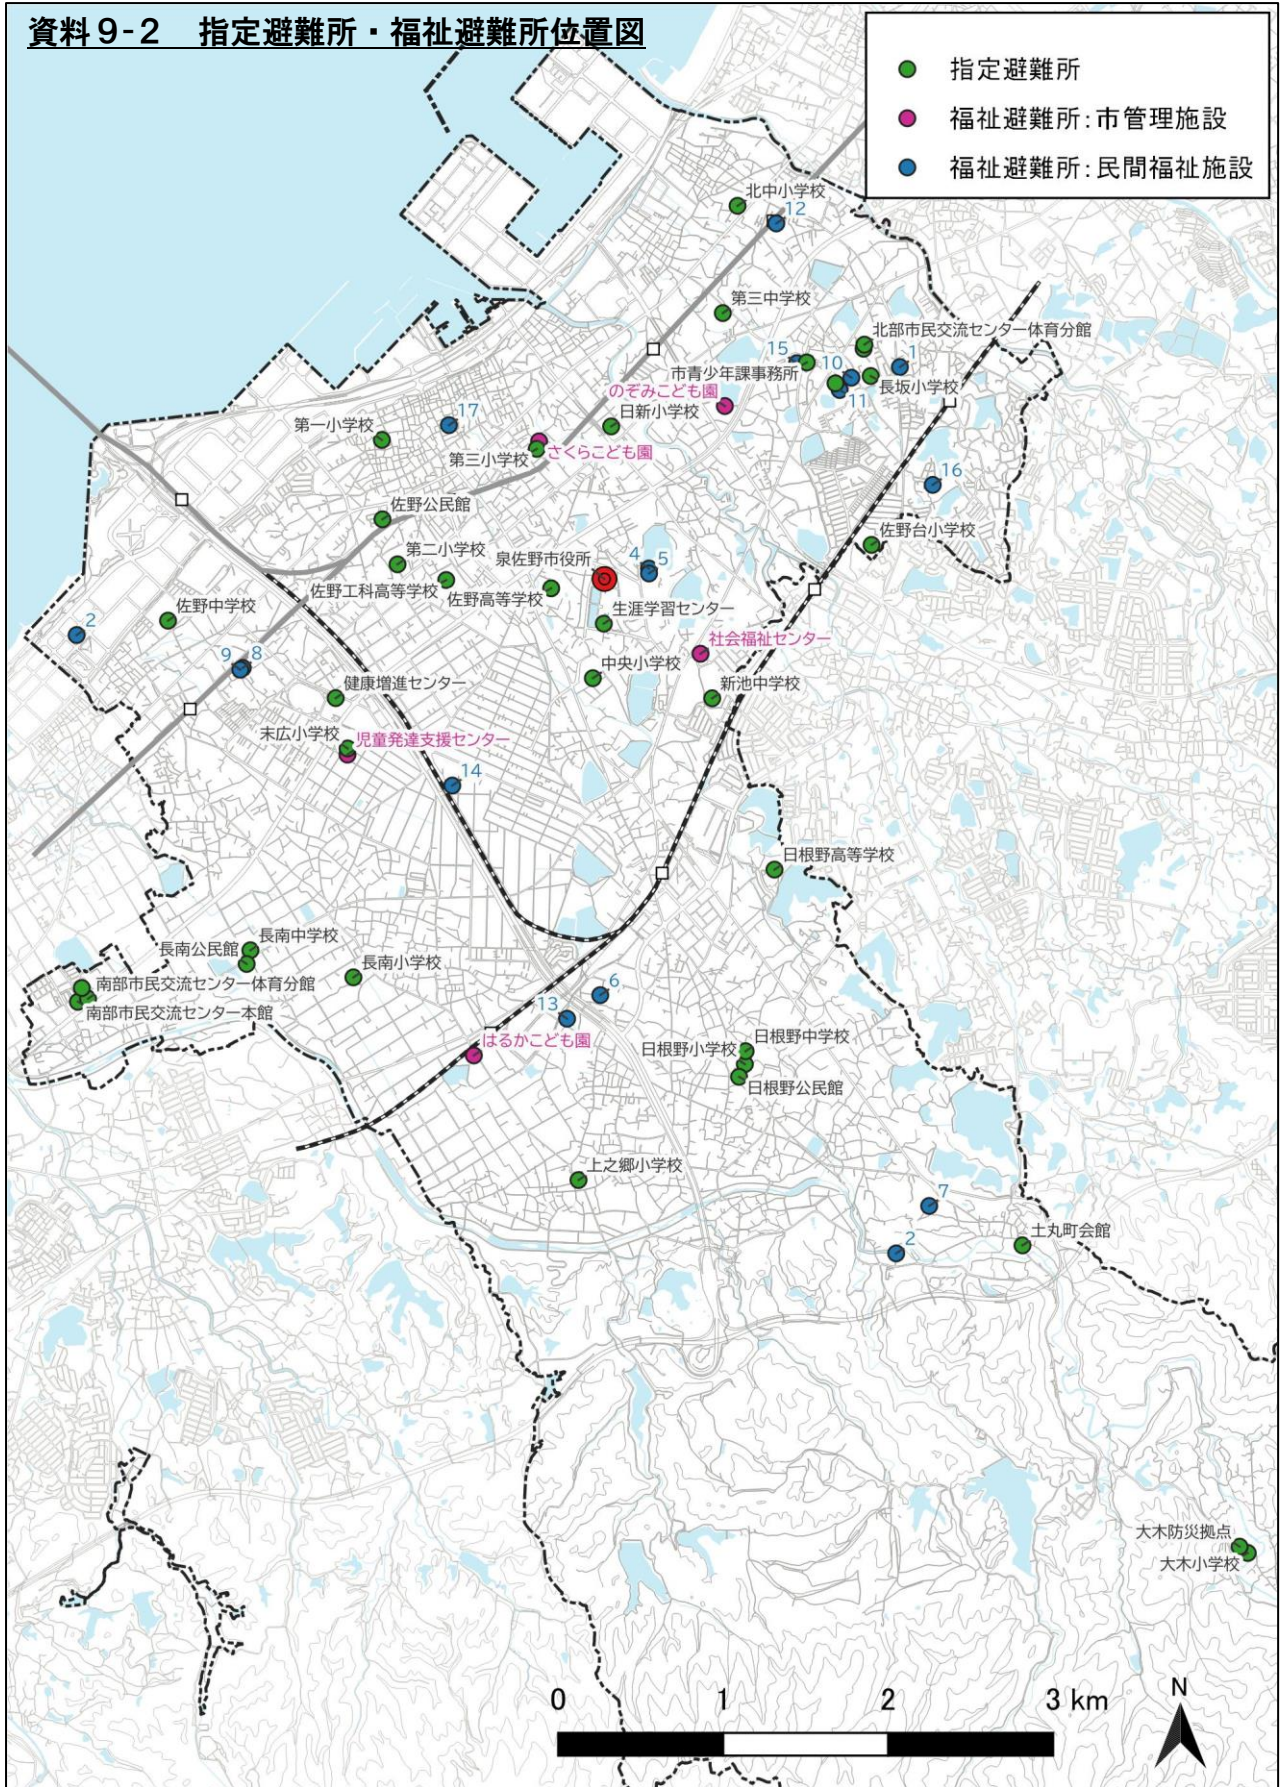 資料9-2　指定避難所・福祉避難所位置図
指定避難所
福祉避難所:市管理施設
福祉避難所:民間福祉施設
北中小学校
12
第三中学校
北部市民交流センター体育分館
15
市青少年課事務所
10
1
長坂小学校
11
のぞみこども園
日新小学校
17
第一小学校
第三小学校
さくらこども園
16
佐野公民館
佐野台小学校
第二小学校
泉佐野市役所
4
5
佐野工科高等学校
佐野高等学校
生涯学習センター
佐野中学校
2
社会福祉センター
9
8
中央小学校
健康増進センター
新池中学校
末広小学校
児童発達支援センター
14
日根野高等学校
長南中学校
長南公民館
長南小学校
南部市民交流センター体育分館
南部市民交流センター本館
6
13
はるかこども園
日根野中学校
日根野小学校
日根野公民館
上之郷小学校
7
土丸町会館
2
大木防災拠点
大木小学校
0
1
2
3 km
N